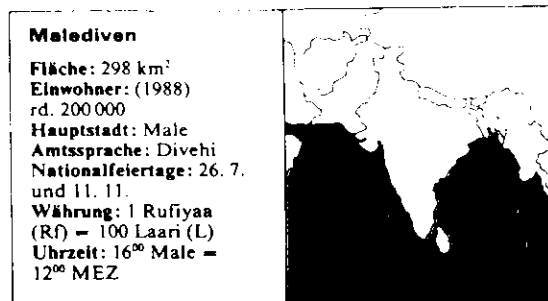 Malediven
Fläche: 298 km²
Einwohner: (1988)
rd. 200 000
Hauptstadt: Male
Amtssprache: Divehi
Nationalfeiertage: 26. 7.
und 11. 11.
Währung: 1 Rufiyaa
(Rf) = 100 Laari (L)
Uhrzeit: 16⁰⁰ Male =
12⁰⁰ MEZ